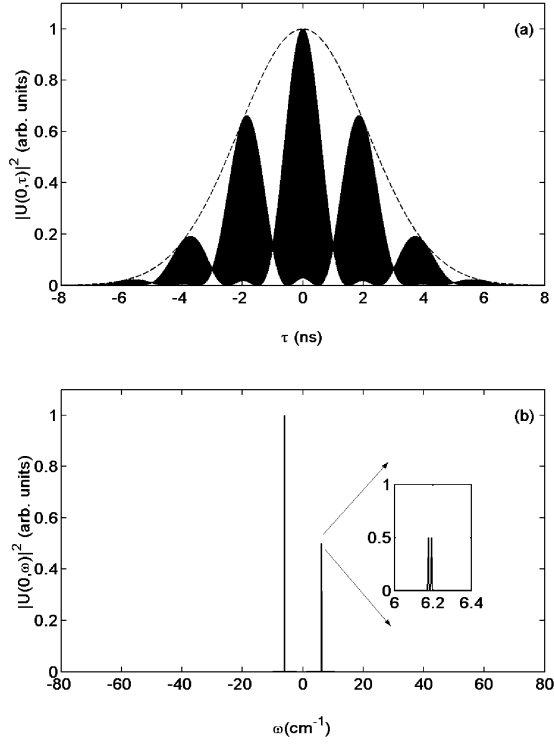 (a)
|U(0,τ)|² (arb. units)
1
0.8
0.6
0.4
0.2
0
-8 -6 -4 -2 0 2 4 6 8
τ (ns)
(b)
|U(0,ω)|² (arb. units)
1
0.8
0.6
0.4
0.2
0
1
0.5
0
6 6.2 6.4
-80 -60 -40 -20 0 20 40 60 80
ω(cm⁻¹)